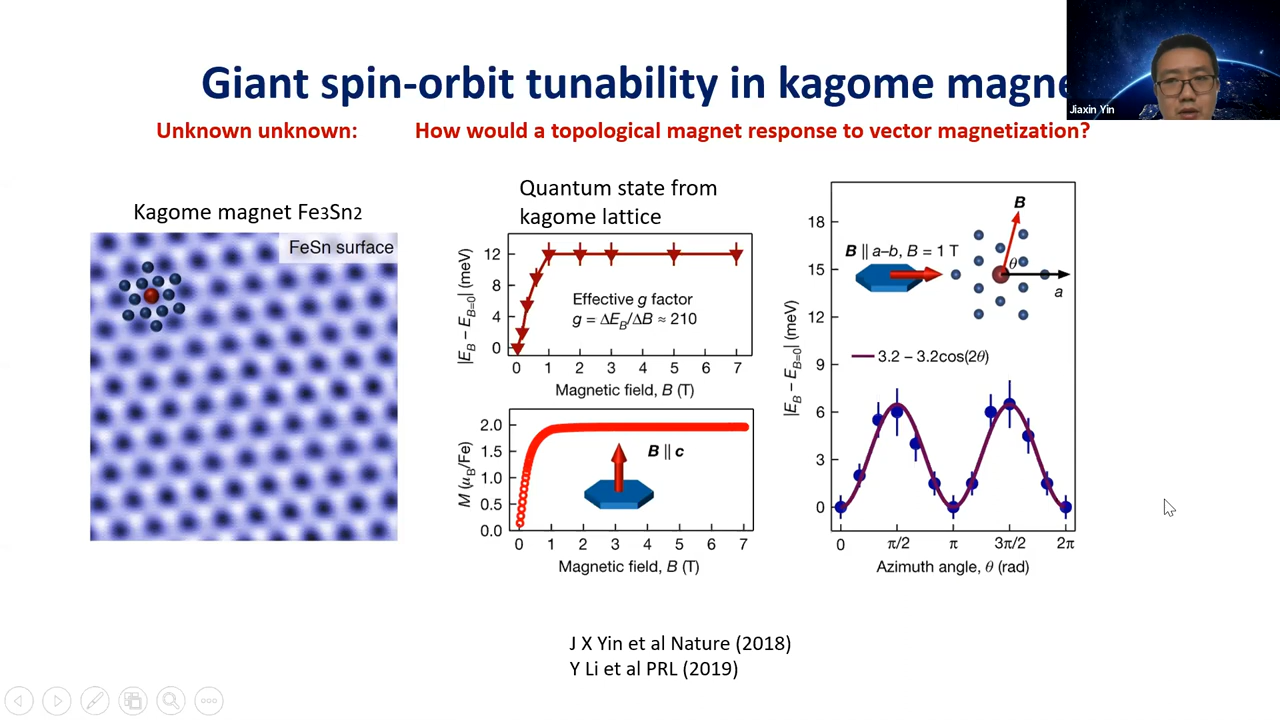 Giant spin-orbit tunability in kagome magne
Jiaxin Yin
Unknown unknown: How would a topological magnet response to vector magnetization?
Kagome magnet Fe3Sn2
FeSn surface
Quantum state from
kagome lattice
|E_B − E_B=0| (meV)
12
8
4
0
Effective g factor
g = ΔE_B/ΔB ≈ 210
0 1 2 3 4 5 6 7
Magnetic field, B (T)
M (μ_B/Fe)
2.0
1.5
1.0
0.5
0.0
B || c
0 1 2 3 4 5 6 7
Magnetic field, B (T)
|E_B − E_B=0| (meV)
18
15
12
9
6
3
0
B || a–b, B = 1 T
B
θ
a
3.2 − 3.2cos(2θ)
0 π/2 π 3π/2 2π
Azimuth angle, θ (rad)
J X Yin et al Nature (2018)
Y Li et al PRL (2019)